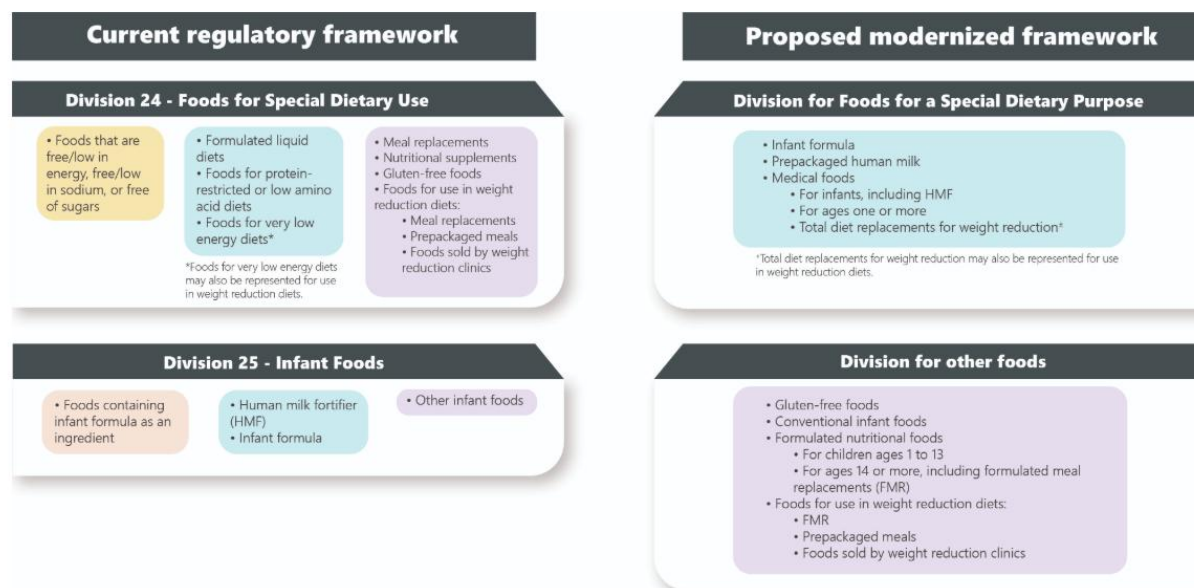 Current regulatory framework
Division 24 - Foods for Special Dietary Use
• Foods that are
free/low in
energy, free/low
in sodium, or free
of sugars
• Formulated liquid
diets
• Foods for protein-
restricted or low amino
acid diets
• Foods for very low
energy diets*
*Foods for very low energy diets
may also be represented for use
in weight reduction diets.
• Meal replacements
• Nutritional supplements
• Gluten-free foods
• Foods for use in weight
reduction diets:
• Meal replacements
• Prepackaged meals
• Foods sold by weight
reduction clinics
Division 25 - Infant Foods
• Foods containing
infant formula as an
ingredient
• Human milk fortifier
(HMF)
• Infant formula
• Other infant foods
Proposed modernized framework
Division for Foods for a Special Dietary Purpose
• Infant formula
• Prepackaged human milk
• Medical foods
• For infants, including HMF
• For ages one or more
• Total diet replacements for weight reduction*
*Total diet replacements for weight reduction may also be represented for use
in weight reduction diets.
Division for other foods
• Gluten-free foods
• Conventional infant foods
• Formulated nutritional foods
• For children ages 1 to 13
• For ages 14 or more, including formulated meal
replacements (FMR)
• Foods for use in weight reduction diets:
• FMR
• Prepackaged meals
• Foods sold by weight reduction clinics